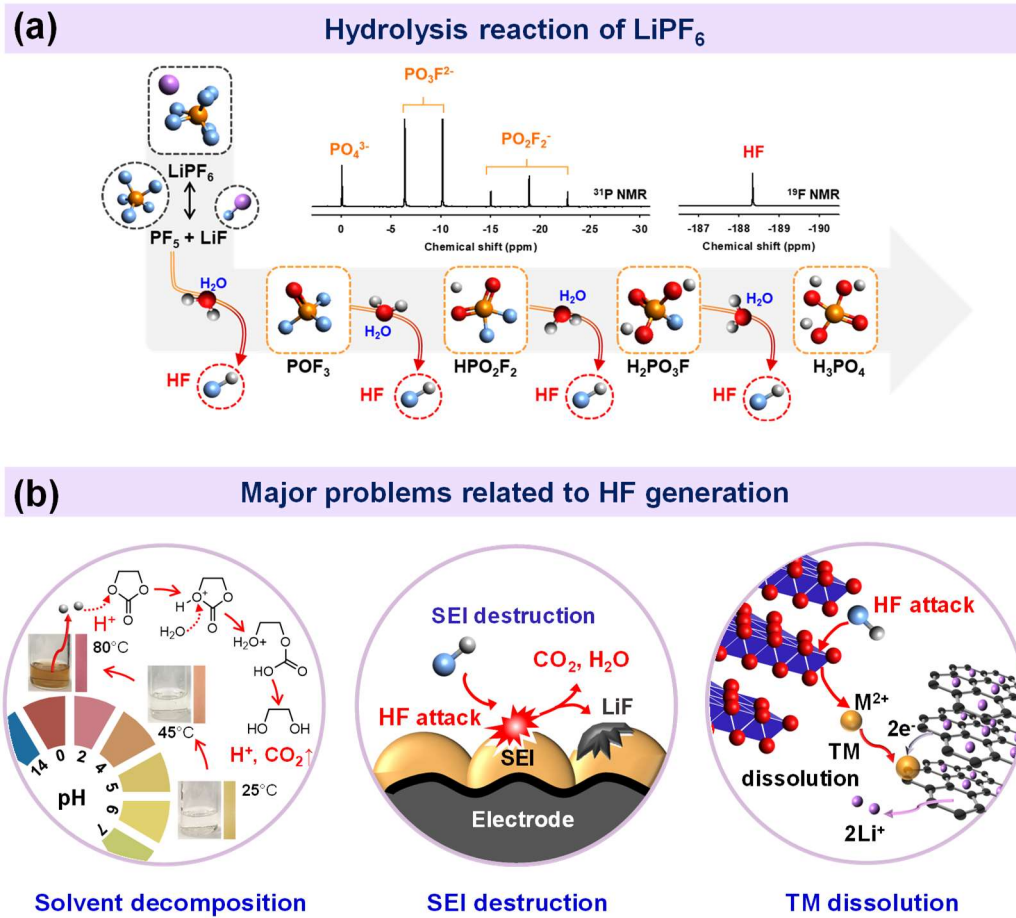 (a)
Hydrolysis reaction of LiPF₆
LiPF₆
PF₅ + LiF
PO₄³⁻
PO₃F²⁻
PO₂F₂⁻
³¹P NMR
0 -5 -10 -15 -20 -25 -30
Chemical shift (ppm)
HF
¹⁹F NMR
-187 -188 -189 -190
Chemical shift (ppm)
H₂O
H₂O
H₂O
H₂O
POF₃
HPO₂F₂
H₂PO₃F
H₃PO₄
HF
HF
HF
HF
(b)
Major problems related to HF generation
H⁺
O
O
O
H
O⁺
O
O
H₂O
H₂O⁺
O
HO
O
HO
OH
H⁺, CO₂↑
80°C
45°C
25°C
14
0
2
4
5
6
7
pH
Solvent decomposition
SEI destruction
CO₂, H₂O
HF attack
LiF
SEI
Electrode
SEI destruction
HF attack
M²⁺
2e⁻
TM
dissolution
2Li⁺
TM dissolution